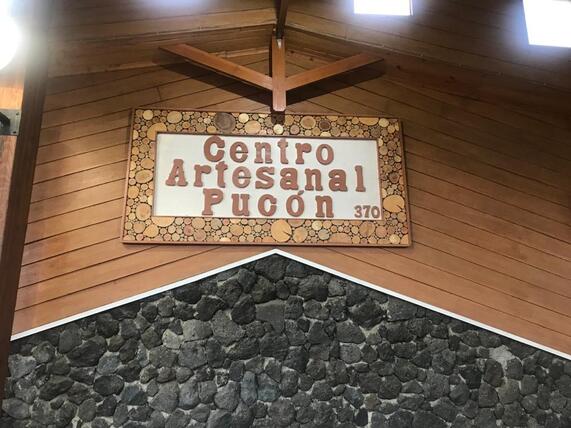 Centro
Artesanal
Pucón 370